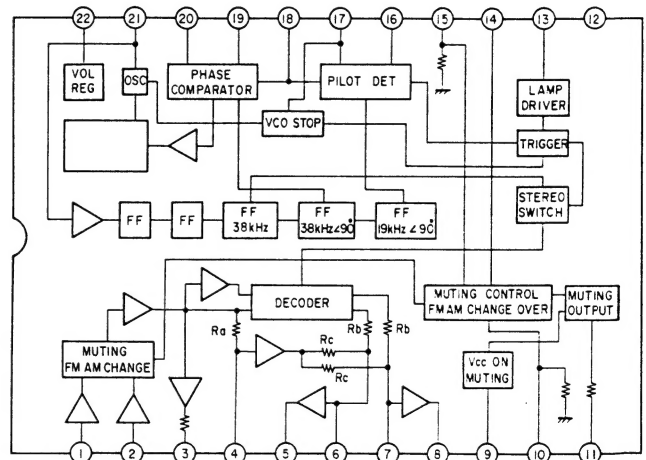 22 21 20 19 18 17 16 15 14 13 12
VOL
REG
OSC
PHASE
COMPARATOR
PILOT DET
LAMP
DRIVER
VCO STOP
TRIGGER
STEREO
SWITCH
FF
FF
FF
38kHz
FF
38kHz∠90°
FF
19kHz∠90°
DECODER
MUTING CONTROL
FM AM CHANGE OVER
MUTING
OUTPUT
Ra
Rb
Rb
Rc
Rc
MUTING
FM AM CHANGE
Vcc ON
MUTING
1 2 3 4 5 6 7 8 9 10 11